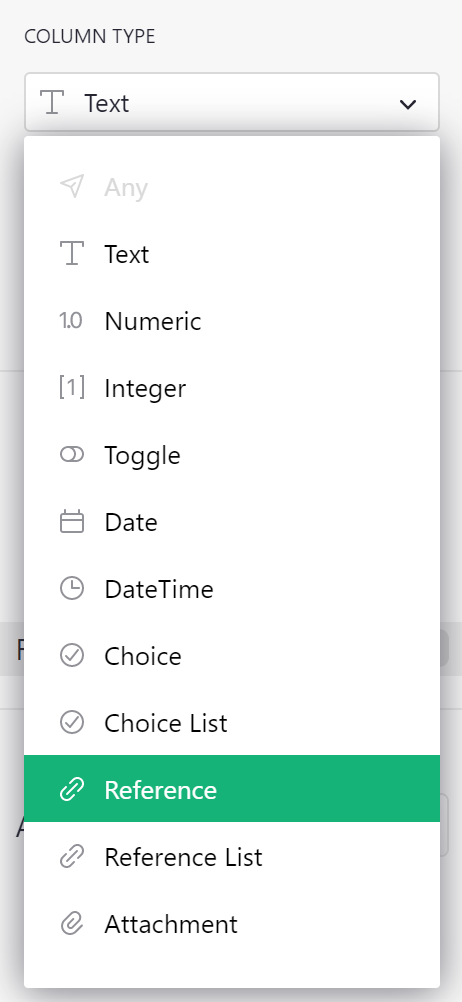 COLUMN TYPE
Text
Any
Text
1.0 Numeric
[1] Integer
Toggle
Date
DateTime
Choice
Choice List
Reference
Reference List
Attachment